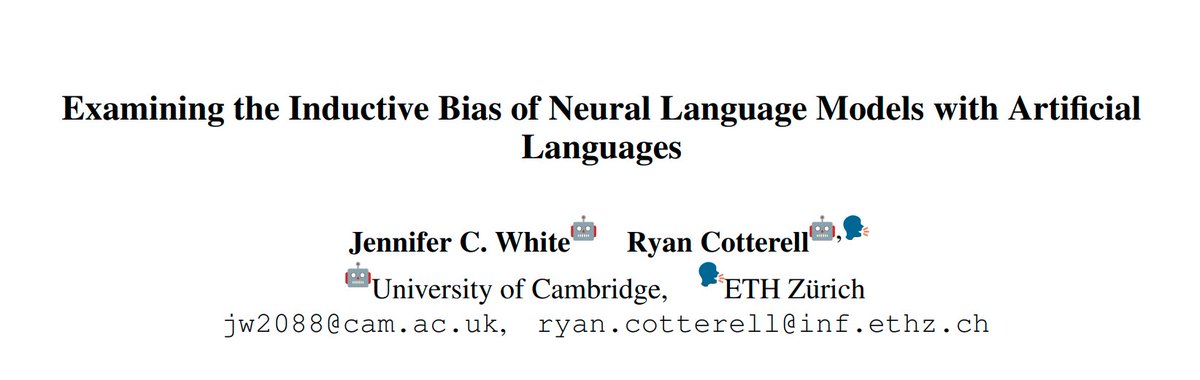 Examining the Inductive Bias of Neural Language Models with Artificial
Languages
Jennifer C. White🤖 Ryan Cotterell🤖,🗣
🤖University of Cambridge, 🗣ETH Zürich
jw2088@cam.ac.uk, ryan.cotterell@inf.ethz.ch